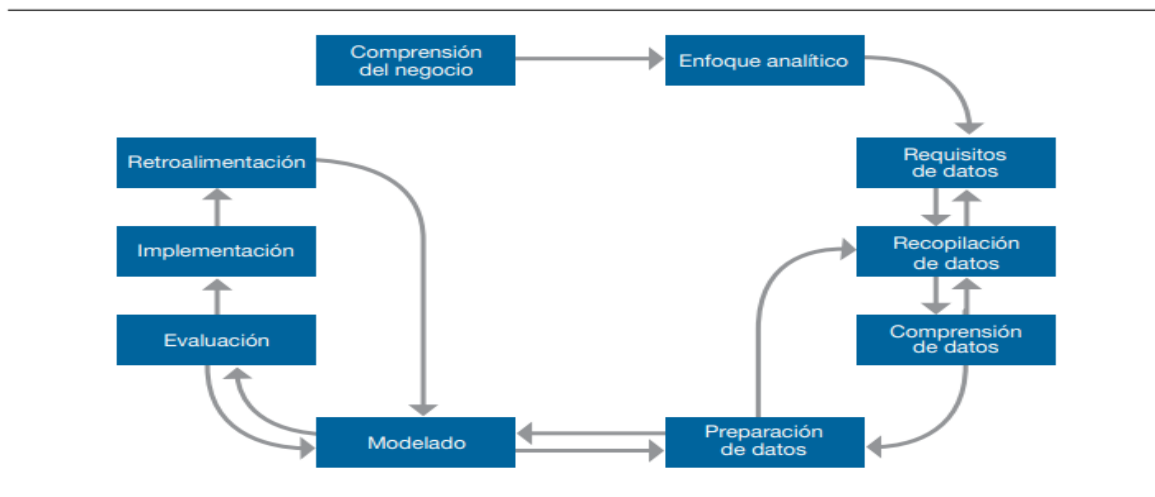 Comprensión
del negocio
Enfoque analítico
Requisitos
de datos
Recopilación
de datos
Comprensión
de datos
Preparación
de datos
Modelado
Evaluación
Implementación
Retroalimentación